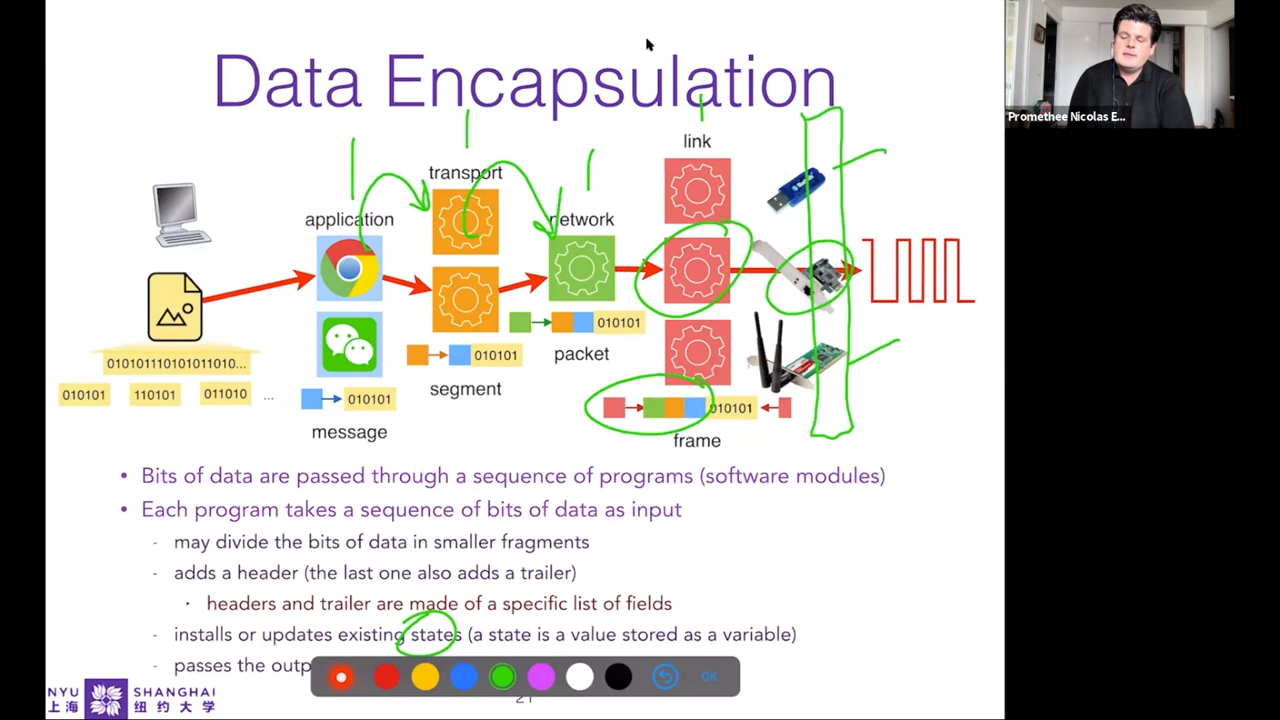 Data Encapsulation
Promethee Nicolas E...
link
transport
application
network
010101110101011010...
010101 110101 011010 ...
010101
message
010101
segment
010101
packet
010101
frame
• Bits of data are passed through a sequence of programs (software modules)
• Each program takes a sequence of bits of data as input
- may divide the bits of data in smaller fragments
- adds a header (the last one also adds a trailer)
· headers and trailer are made of a specific list of fields
- installs or updates existing states (a state is a value stored as a variable)
- passes the outp
OK
NYU SHANGHAI
上海 纽约大学